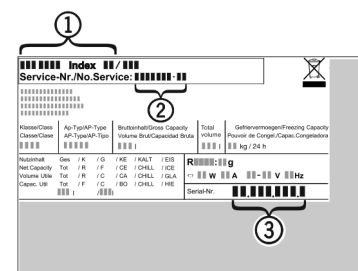 1
Index /
Service-Nr./No.Service: -
2
Klasse/Class
Classe/Clase
Ap-Typ/AP-Type
AP-Type/AP-Tipo
Bruttoinhalt/Gross Capacity
Volume Brut/Capacidad Bruta
l
Total
volume
l
Gefriervermoegen/Freezing Capacity
Pouvoir de Congel./Capac.Congeladora
kg / 24 h
Nutzinhalt Ges / K / G / KE / KALT / EIS
Net.Capacity Tot / R / F / CE / CHILL / ICE
Volume Utile Tot / R / C / CA / CHILL / GLA
Capac. Util Tot / F / C / BO / CHILL / HIE
l / l
R : g
W A - V Hz
Serial-Nr. . . .
3